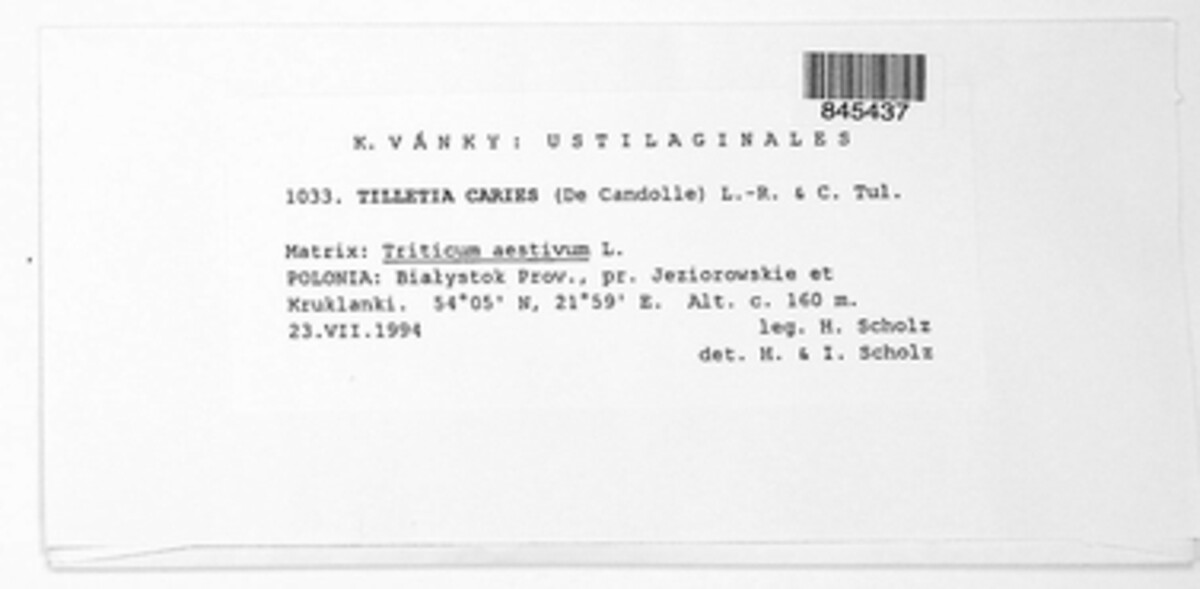 845437
K. VÁNKY: USTILAGINALES
1033. TILLETIA CARIES (De Candolle) L.-R. & C. Tul.
Matrix: Triticum aestivum L.
POLONIA: Białystok Prov., pr. Jeziorowskie et
Kruklanki. 54°05' N, 21°59' E. Alt. c. 160 m.
23.VII.1994 leg. H. Scholz
det. H. & I. Scholz